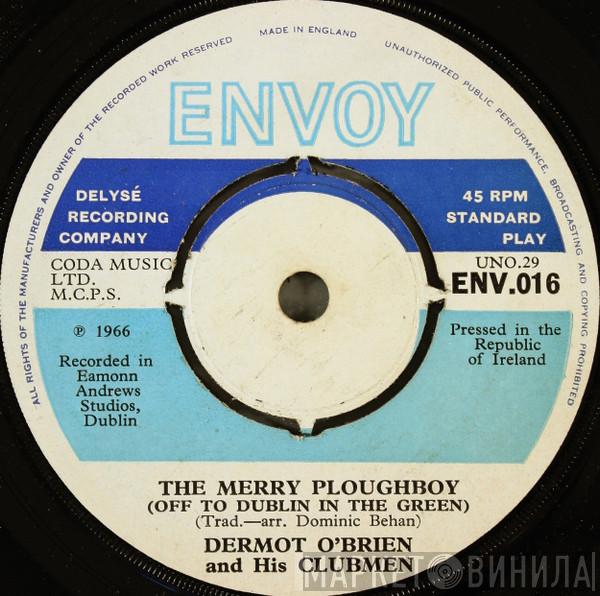 ALL RIGHTS OF THE MANUFACTURERS AND OWNER OF THE RECORDED WORK RESERVED
MADE IN ENGLAND
UNAUTHORIZED PUBLIC PERFORMANCE, BROADCASTING AND COPYING PROHIBITED
ENVOY
DELYSÉ
RECORDING
COMPANY
45 RPM
STANDARD
PLAY
CODA MUSIC
LTD.
M.C.P.S.
UNO.29
ENV.016
℗ 1966
Recorded in
Eamonn
Andrews
Studios,
Dublin
Pressed in the
Republic
of Ireland
THE MERRY PLOUGHBOY
(OFF TO DUBLIN IN THE GREEN)
(Trad.—arr. Dominic Behan)
DERMOT O'BRIEN
and His CLUBMEN
МАРКЕТ ВИНИЛА